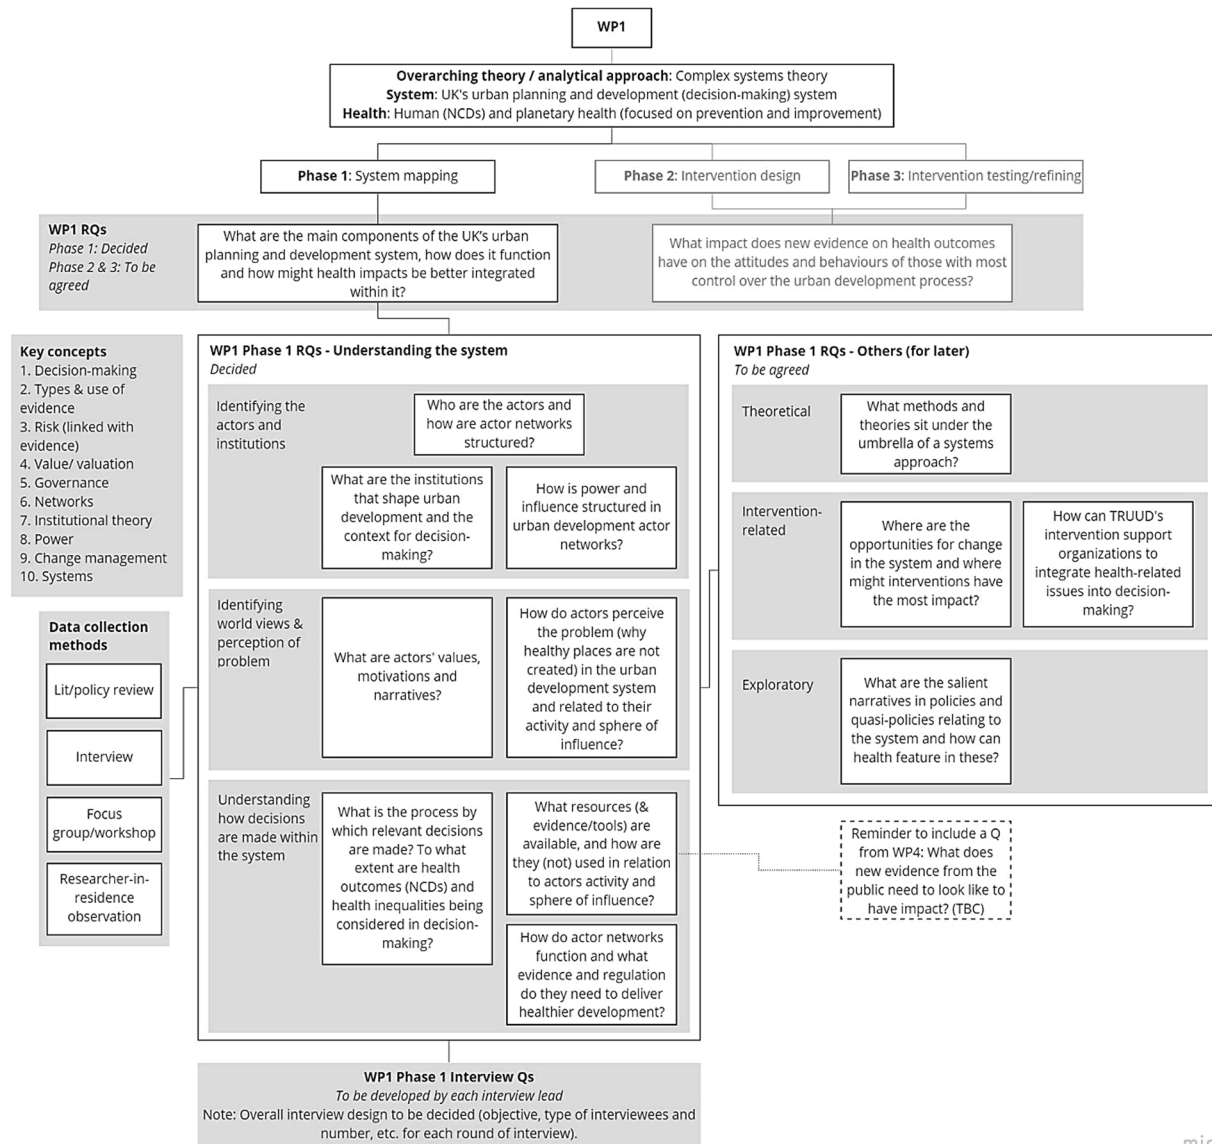 WP1
Overarching theory / analytical approach: Complex systems theory
System: UK's urban planning and development (decision-making) system
Health: Human (NCDs) and planetary health (focused on prevention and improvement)
Phase 1: System mapping
Phase 2: Intervention design
Phase 3: Intervention testing/refining
WP1 RQs
Phase 1: Decided
Phase 2 & 3: To be
agreed
What are the main components of the UK's urban
planning and development system, how does it function
and how might health impacts be better integrated
within it?
What impact does new evidence on health outcomes
have on the attitudes and behaviours of those with most
control over the urban development process?
Key concepts
1. Decision-making
2. Types & use of
evidence
3. Risk (linked with
evidence)
4. Value/ valuation
5. Governance
6. Networks
7. Institutional theory
8. Power
9. Change management
10. Systems
Data collection
methods
Lit/policy review
Interview
Focus
group/workshop
Researcher-in-
residence
observation
WP1 Phase 1 RQs - Understanding the system
Decided
Identifying the
actors and
institutions
Who are the actors and
how are actor networks
structured?
What are the institutions
that shape urban
development and the
context for decision-
making?
How is power and
influence structured in
urban development actor
networks?
Identifying
world views &
perception of
problem
What are actors' values,
motivations and
narratives?
How do actors perceive
the problem (why
healthy places are not
created) in the urban
development system
and related to their
activity and sphere of
influence?
Understanding
how decisions
are made within
the system
What is the process by
which relevant decisions
are made? To what
extent are health
outcomes (NCDs) and
health inequalities being
considered in decision-
making?
What resources (&
evidence/tools) are
available, and how are
they (not) used in relation
to actors activity and
sphere of influence?
How do actor networks
function and what
evidence and regulation
do they need to deliver
healthier development?
WP1 Phase 1 RQs - Others (for later)
To be agreed
Theoretical
What methods and
theories sit under the
umbrella of a systems
approach?
Intervention-
related
Where are the
opportunities for change
in the system and where
might interventions have
the most impact?
How can TRUUD's
intervention support
organizations to
integrate health-related
issues into decision-
making?
Exploratory
What are the salient
narratives in policies and
quasi-policies relating to
the system and how can
health feature in these?
Reminder to include a Q
from WP4: What does
new evidence from the
public need to look like to
have impact? (TBC)
WP1 Phase 1 Interview Qs
To be developed by each interview lead
Note: Overall interview design to be decided (objective, type of interviewees and
number, etc. for each round of interview).